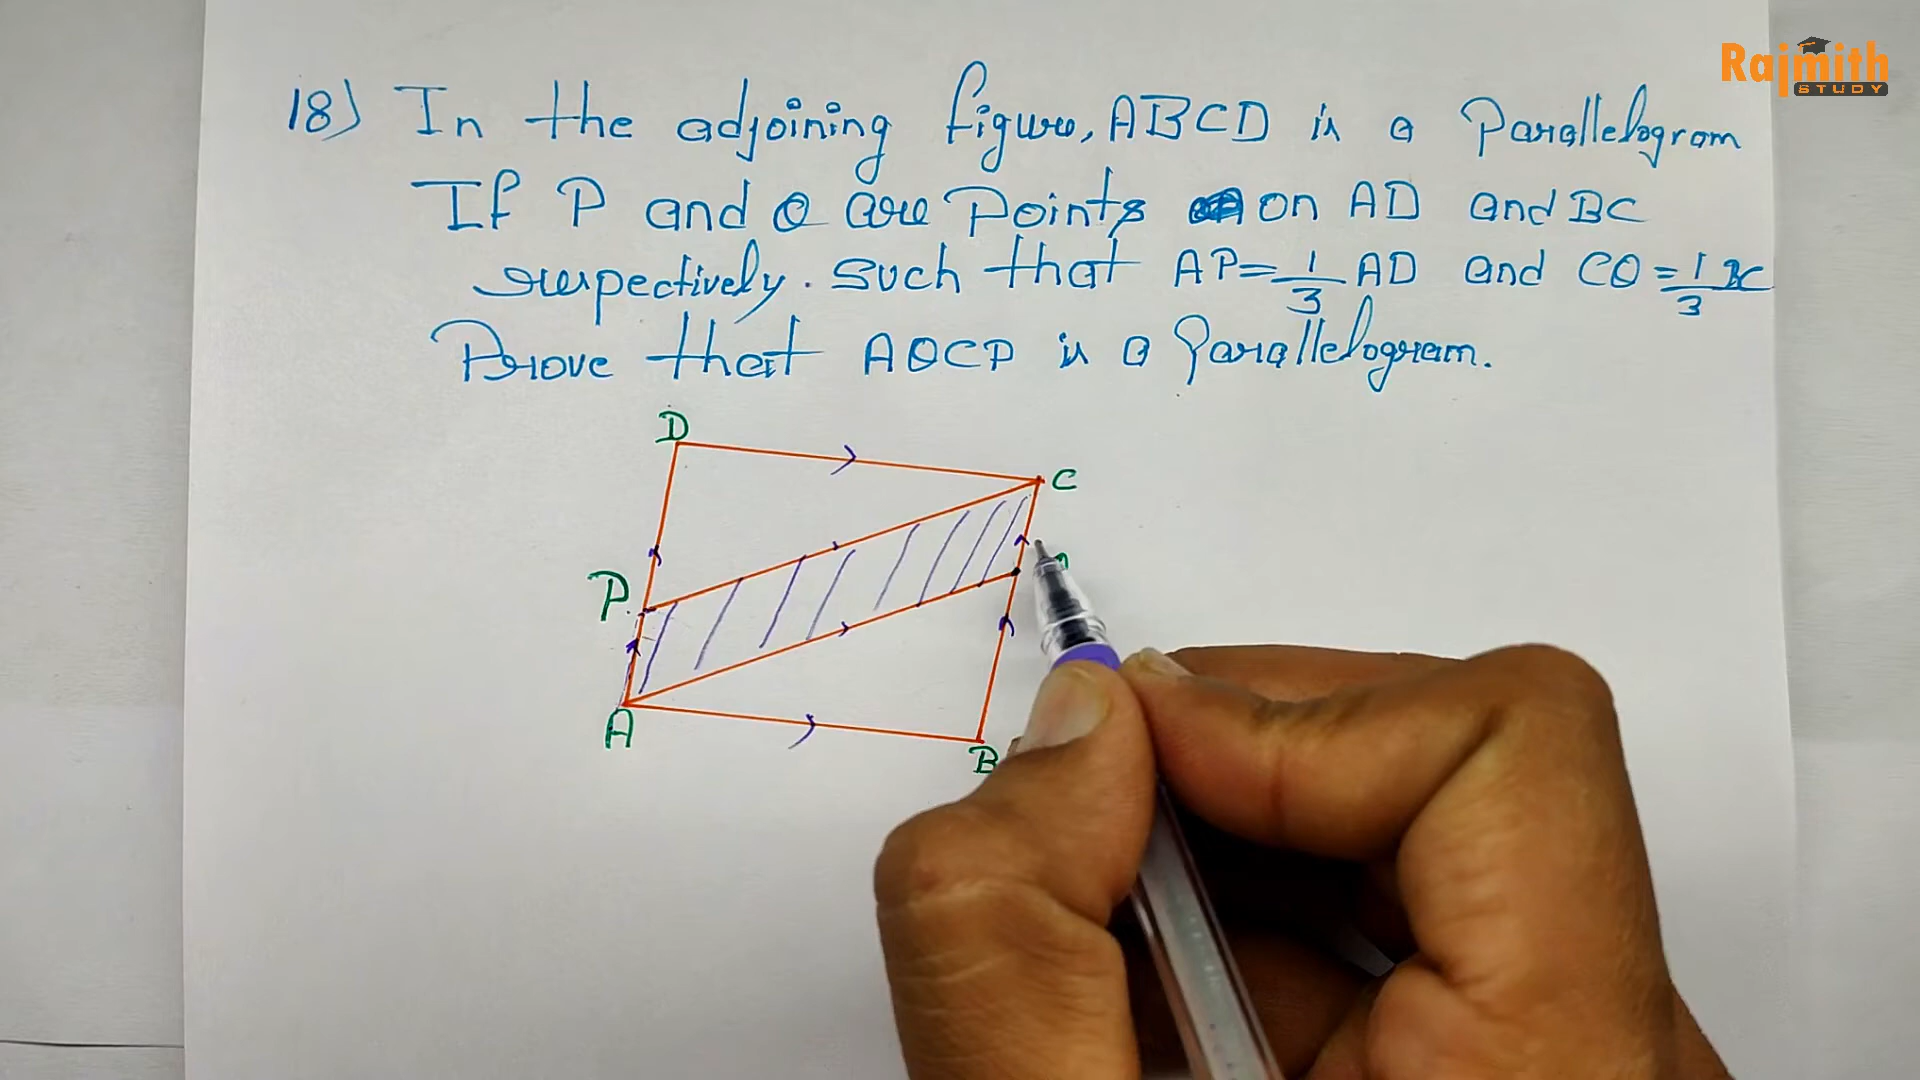 Rajmith
STUDY
18) In the adjoining figure, ABCD is a Parallelogram
If P and Q are Points on AD and BC
respectively. Such that AP = 1/3 AD and CQ = 1/3 BC
Prove that AQCP is a Parallelogram.
D
C
P
A
B